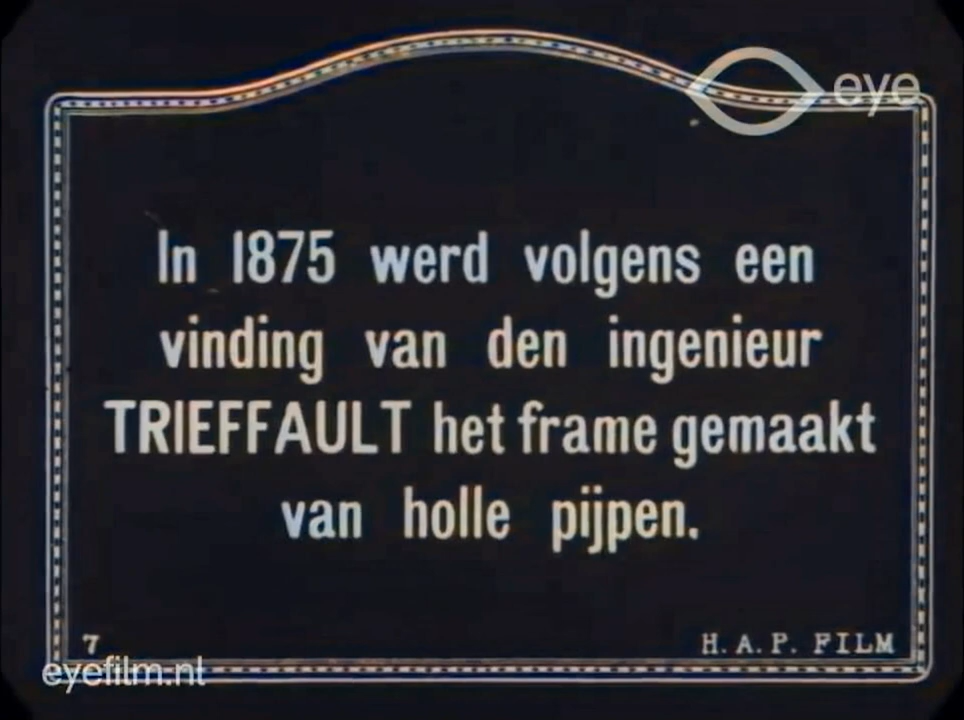 eye
In 1875 werd volgens een
vinding van den ingenieur
TRIEFFAULT het frame gemaakt
van holle pijpen.
7
H. A. P. FILM
eyefilm.nl